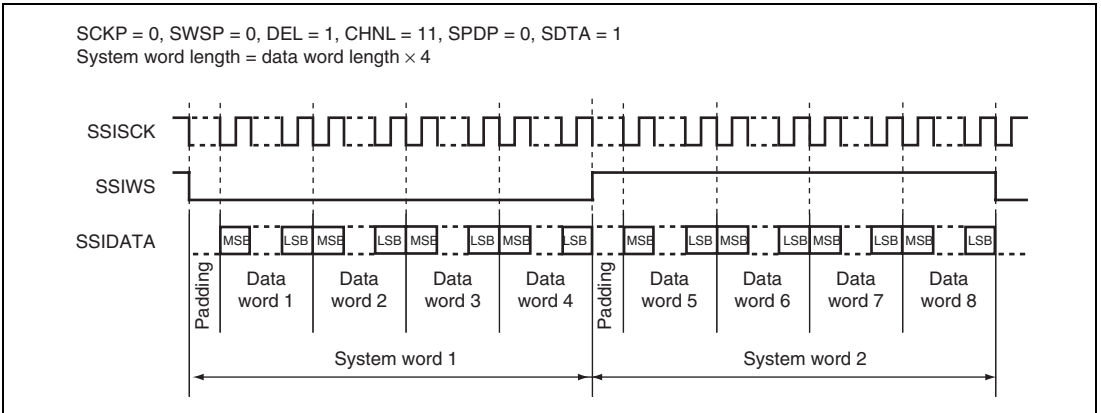 SCKP = 0, SWSP = 0, DEL = 1, CHNL = 11, SPDP = 0, SDTA = 1
System word length = data word length × 4
SSISCK
SSIWS
SSIDATA
MSB LSB MSB LSB MSB LSB MSB LSB MSB LSB MSB LSB MSB LSB MSB LSB
Padding
Data word 1
Data word 2
Data word 3
Data word 4
Padding
Data word 5
Data word 6
Data word 7
Data word 8
System word 1
System word 2